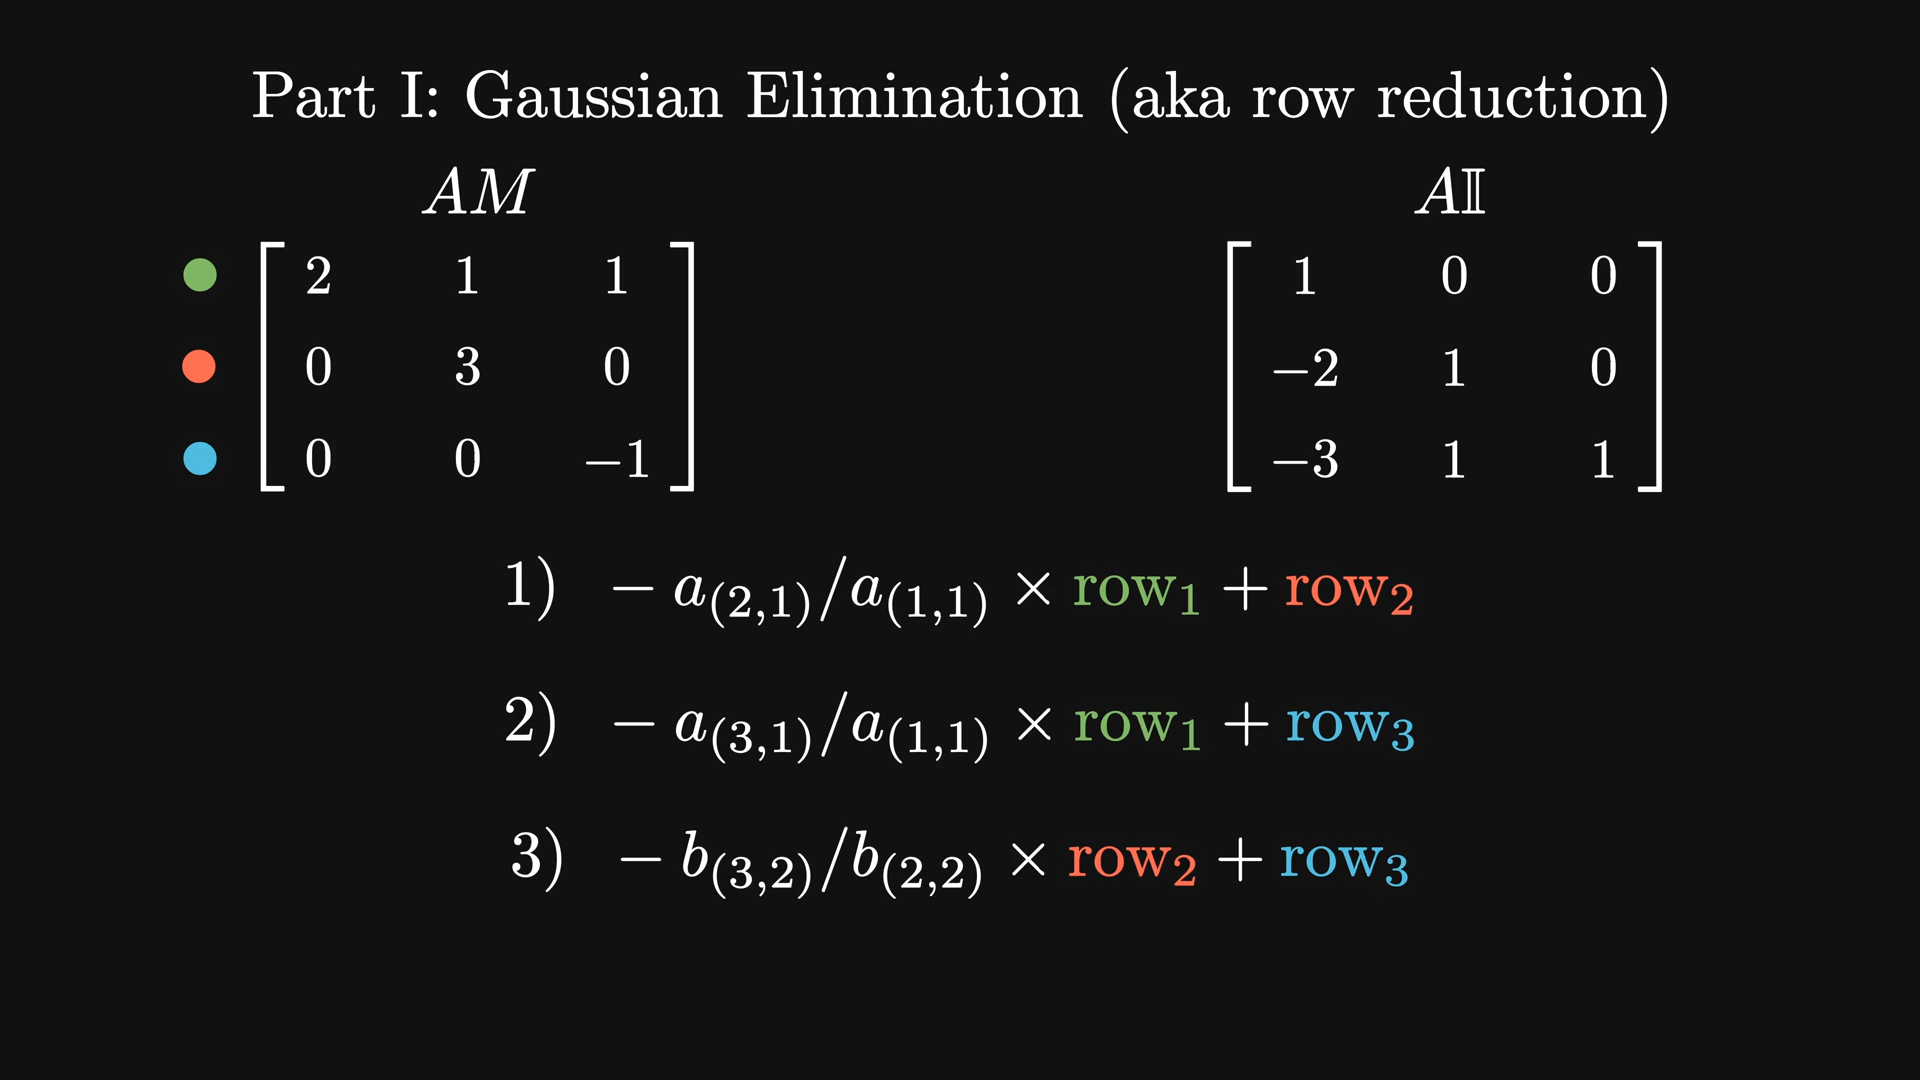 Part I: Gaussian Elimination (aka row reduction)
AM A𝕀
2 1 1 1 0 0
0 3 0 −2 1 0
0 0 −1 −3 1 1
1) − a(2,1)/a(1,1) × row1 + row2
2) − a(3,1)/a(1,1) × row1 + row3
3) − b(3,2)/b(2,2) × row2 + row3